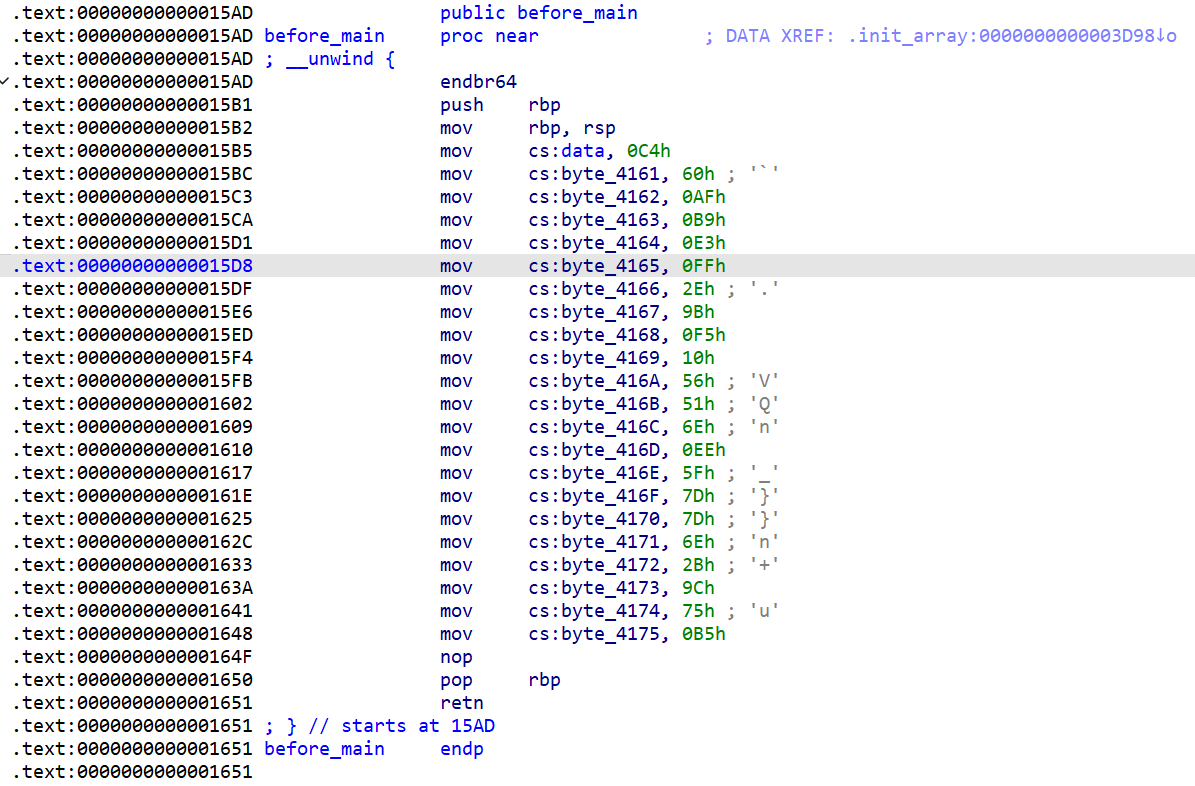 .text:00000000000015AD public before_main
.text:00000000000015AD before_main proc near ; DATA XREF: .init_array:0000000000003D98↓o
.text:00000000000015AD ; __unwind {
.text:00000000000015AD endbr64
.text:00000000000015B1 push rbp
.text:00000000000015B2 mov rbp, rsp
.text:00000000000015B5 mov cs:data, 0C4h
.text:00000000000015BC mov cs:byte_4161, 60h ; '`'
.text:00000000000015C3 mov cs:byte_4162, 0AFh
.text:00000000000015CA mov cs:byte_4163, 0B9h
.text:00000000000015D1 mov cs:byte_4164, 0E3h
.text:00000000000015D8 mov cs:byte_4165, 0FFh
.text:00000000000015DF mov cs:byte_4166, 2Eh ; '.'
.text:00000000000015E6 mov cs:byte_4167, 9Bh
.text:00000000000015ED mov cs:byte_4168, 0F5h
.text:00000000000015F4 mov cs:byte_4169, 10h
.text:00000000000015FB mov cs:byte_416A, 56h ; 'V'
.text:0000000000001602 mov cs:byte_416B, 51h ; 'Q'
.text:0000000000001609 mov cs:byte_416C, 6Eh ; 'n'
.text:0000000000001610 mov cs:byte_416D, 0EEh
.text:0000000000001617 mov cs:byte_416E, 5Fh ; '_'
.text:000000000000161E mov cs:byte_416F, 7Dh ; '}'
.text:0000000000001625 mov cs:byte_4170, 7Dh ; '}'
.text:000000000000162C mov cs:byte_4171, 6Eh ; 'n'
.text:0000000000001633 mov cs:byte_4172, 2Bh ; '+'
.text:000000000000163A mov cs:byte_4173, 9Ch
.text:0000000000001641 mov cs:byte_4174, 75h ; 'u'
.text:0000000000001648 mov cs:byte_4175, 0B5h
.text:000000000000164F nop
.text:0000000000001650 pop rbp
.text:0000000000001651 retn
.text:0000000000001651 ; } // starts at 15AD
.text:0000000000001651 before_main endp
.text:0000000000001651